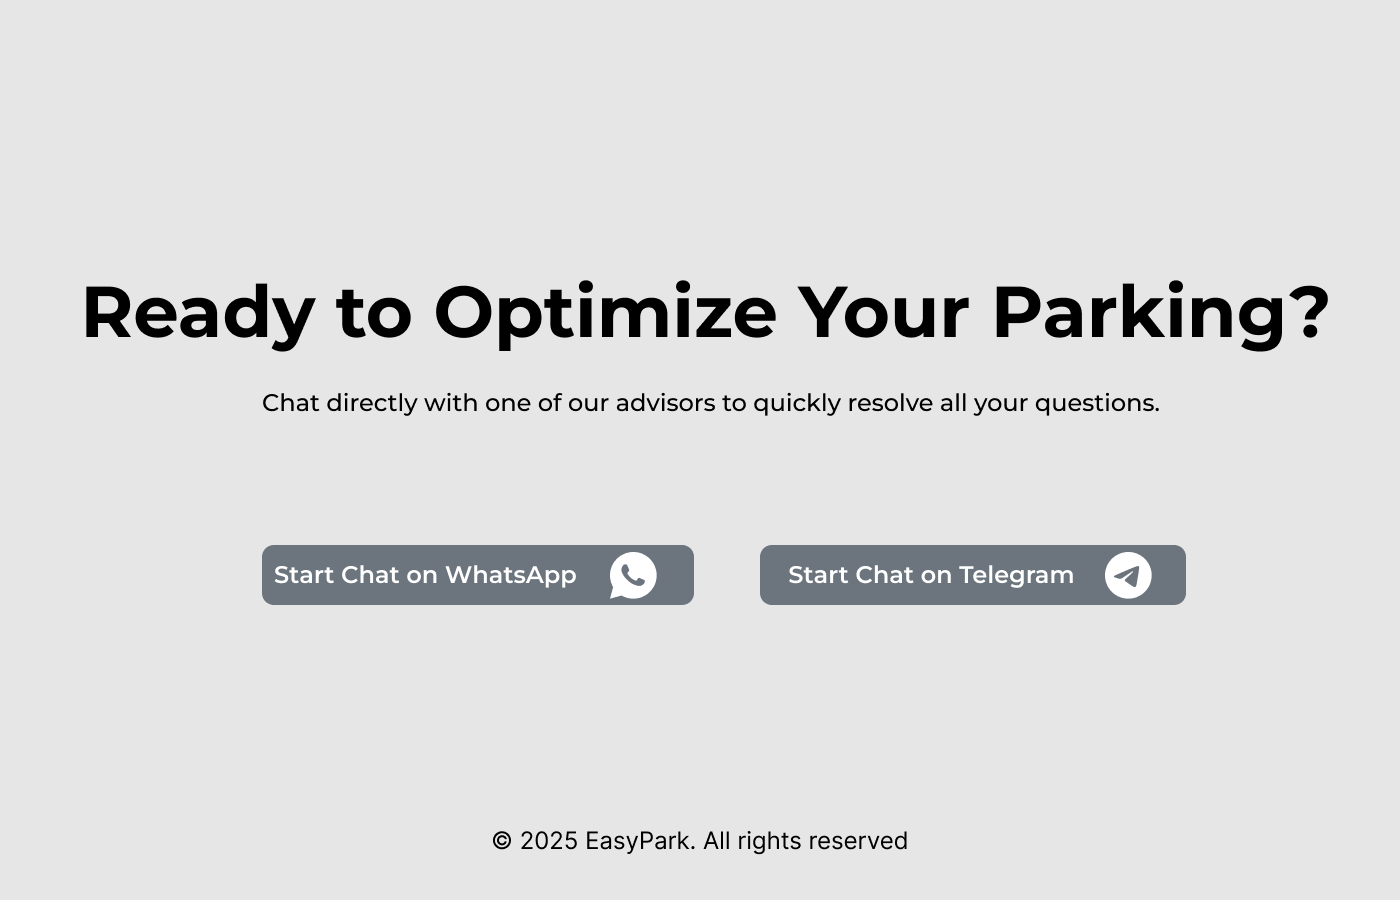 Ready to Optimize Your Parking?
Chat directly with one of our advisors to quickly resolve all your questions.
Start Chat on WhatsApp
Start Chat on Telegram
© 2025 EasyPark. All rights reserved